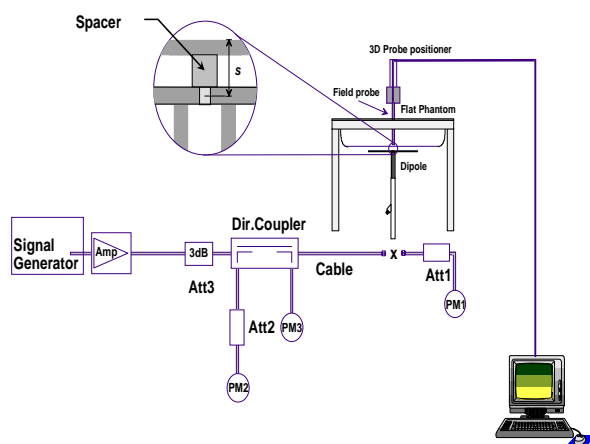 Spacer
s
3D Probe positioner
Field probe
Flat Phantom
Dipole
Signal
Generator
Amp
3dB
Att3
Dir.Coupler
Cable
x
Att1
PM1
Att2
PM3
PM2